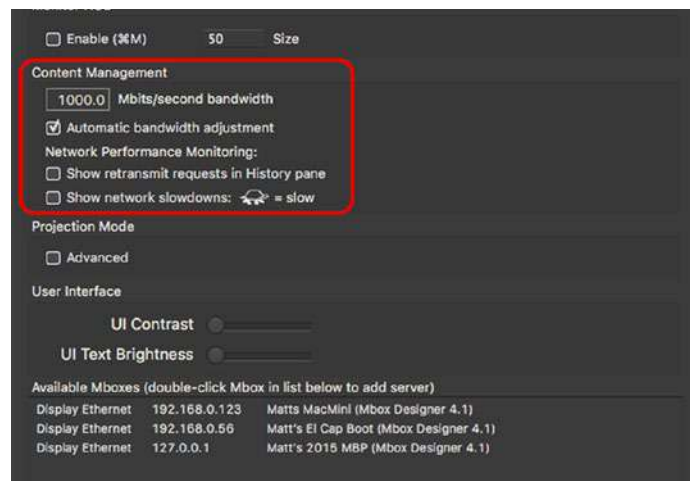 Enable (⌘M) 50 Size
Content Management
1000.0 Mbits/second bandwidth
Automatic bandwidth adjustment
Network Performance Monitoring:
Show retransmit requests in History pane
Show network slowdowns: = slow
Projection Mode
Advanced
User Interface
UI Contrast
UI Text Brightness
Available Mboxes (double-click Mbox in list below to add server)
Display Ethernet 192.168.0.123 Matts MacMini (Mbox Designer 4.1)
Display Ethernet 192.168.0.56 Matt's El Cap Boot (Mbox Designer 4.1)
Display Ethernet 127.0.0.1 Matt's 2015 MBP (Mbox Designer 4.1)